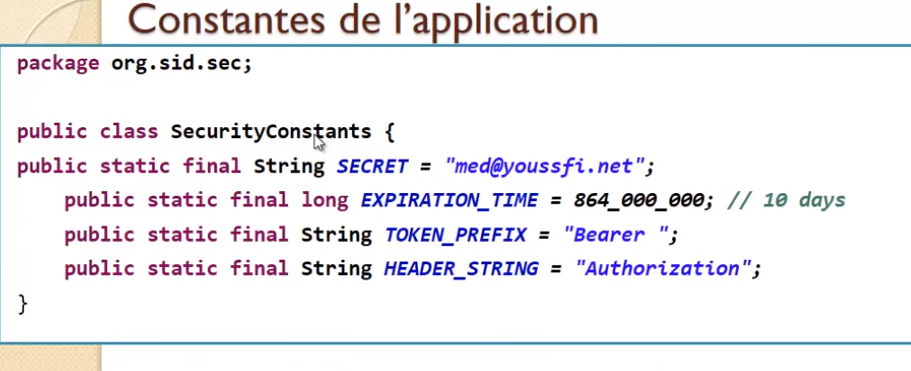 Constantes de l’application
package org.sid.sec;
public class SecurityConstants {
public static final String SECRET = "med@youssfi.net";
public static final long EXPIRATION_TIME = 864_000_000; // 10 days
public static final String TOKEN_PREFIX = "Bearer ";
public static final String HEADER_STRING = "Authorization";
}